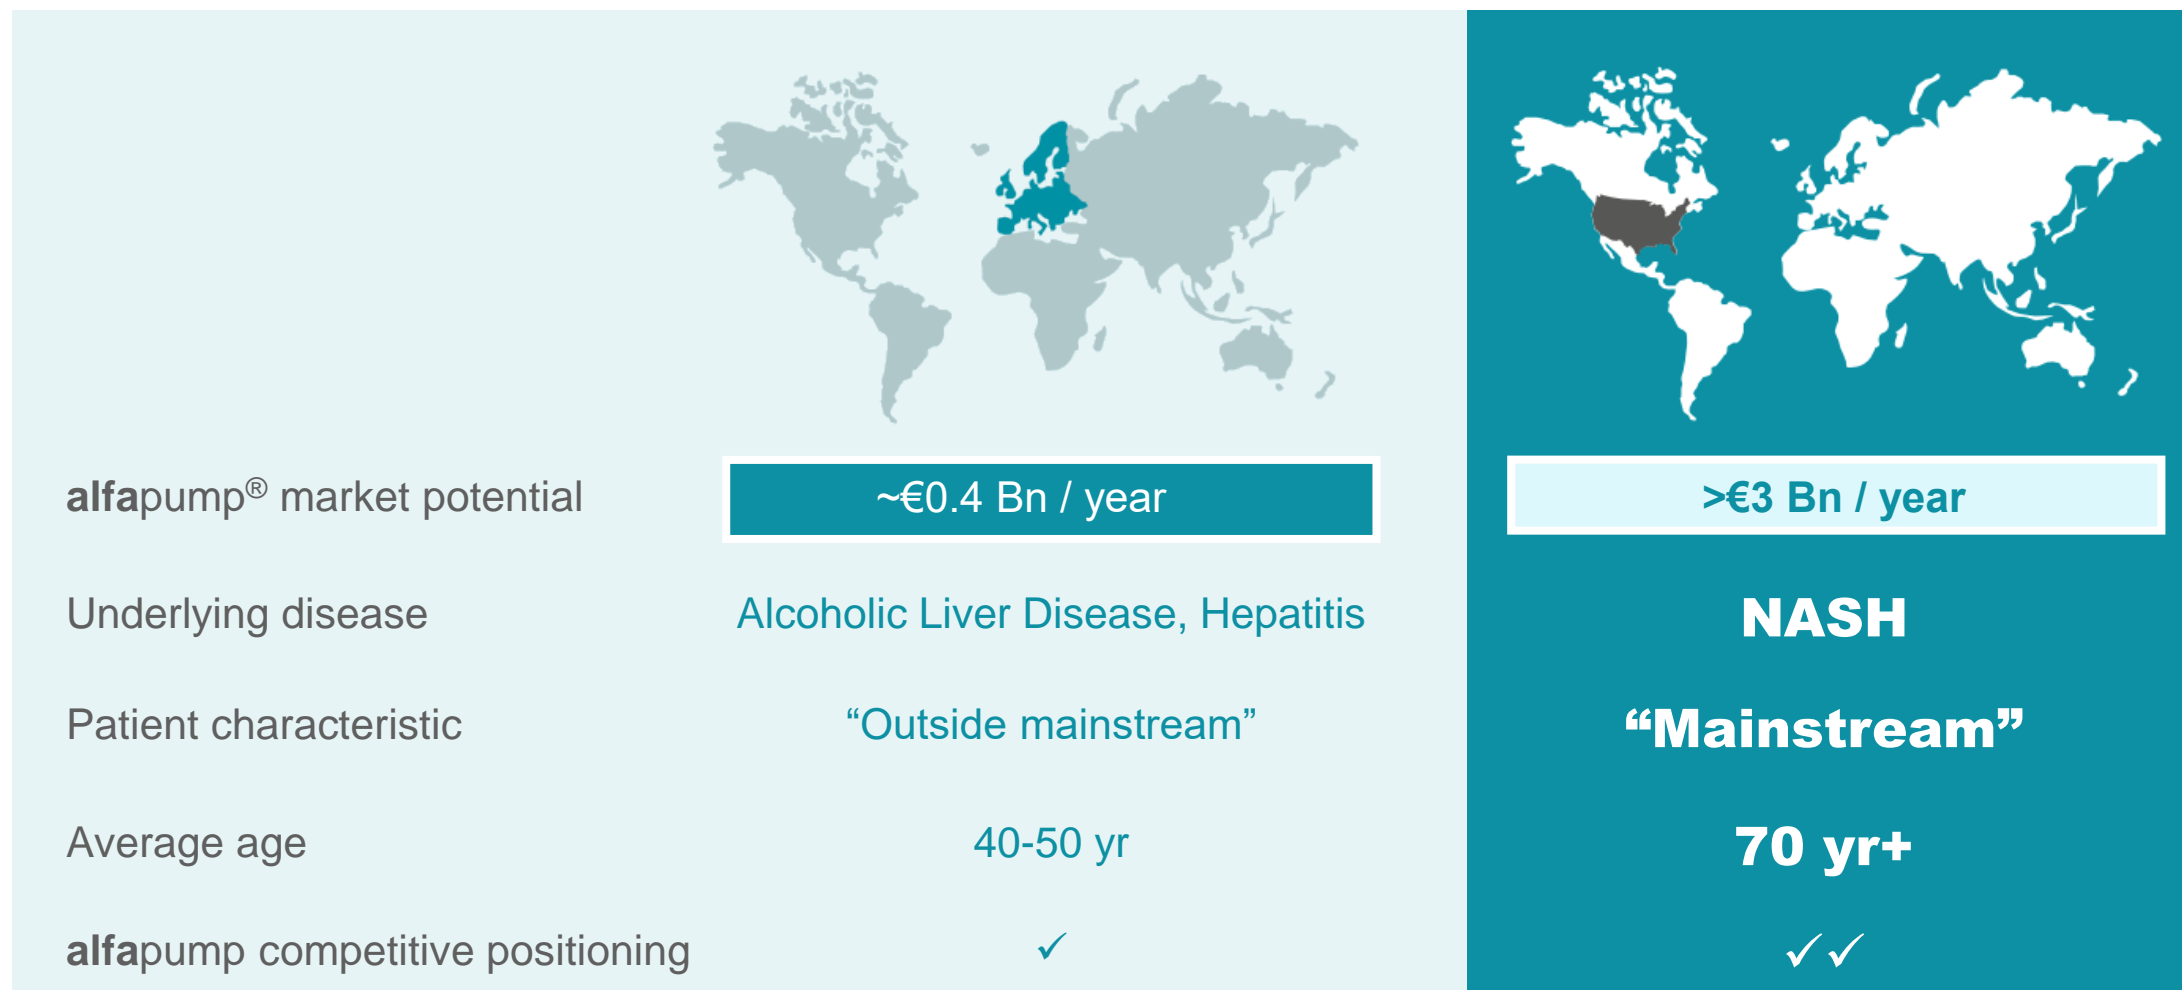 alfapump® market potential ~€0.4 Bn / year >€3 Bn / year
Underlying disease Alcoholic Liver Disease, Hepatitis NASH
Patient characteristic “Outside mainstream” “Mainstream”
Average age 40-50 yr 70 yr+
alfapump competitive positioning ✓ ✓✓